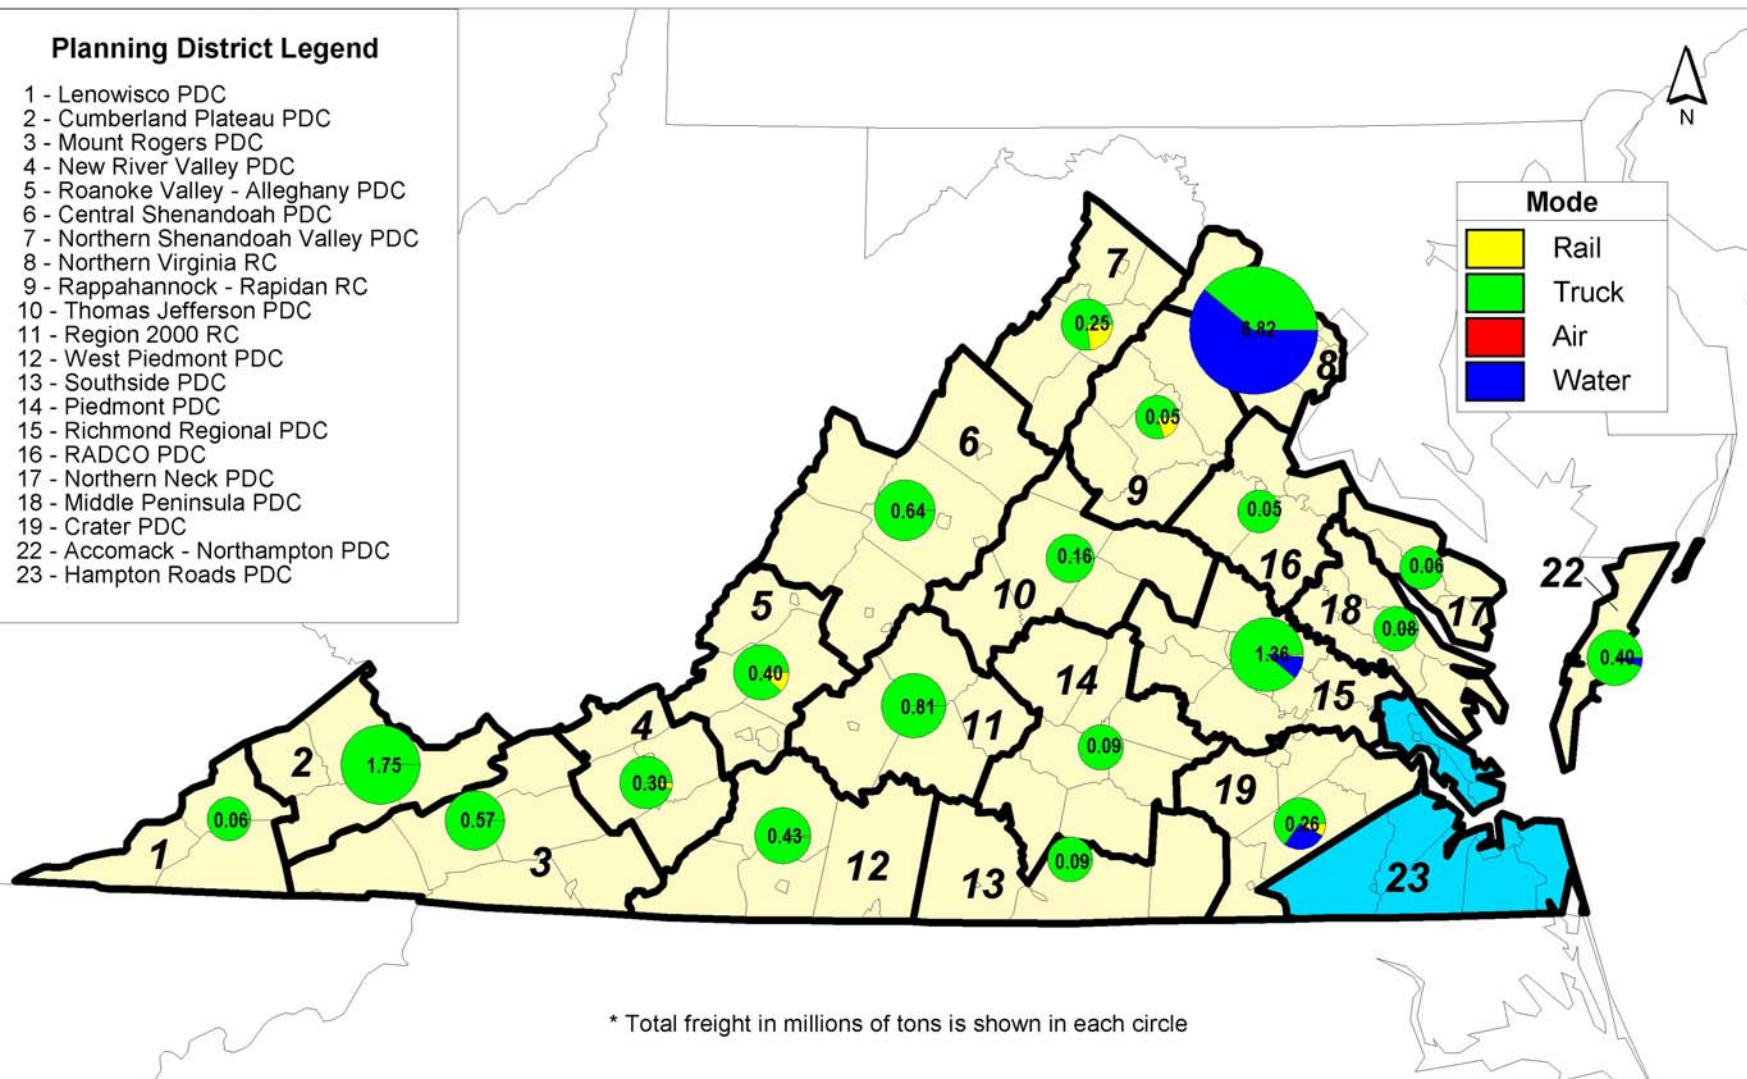 Planning District Legend
1 - Lenowisco PDC
2 - Cumberland Plateau PDC
3 - Mount Rogers PDC
4 - New River Valley PDC
5 - Roanoke Valley - Alleghany PDC
6 - Central Shenandoah PDC
7 - Northern Shenandoah Valley PDC
8 - Northern Virginia RC
9 - Rappahannock - Rapidan RC
10 - Thomas Jefferson PDC
11 - Region 2000 RC
12 - West Piedmont PDC
13 - Southside PDC
14 - Piedmont PDC
15 - Richmond Regional PDC
16 - RADCO PDC
17 - Northern Neck PDC
18 - Middle Peninsula PDC
19 - Crater PDC
22 - Accomack - Northampton PDC
23 - Hampton Roads PDC
N
Mode
Rail
Truck
Air
Water
7
0.25
6.82
8
0.05
6
9
0.64
0.05
0.16
16
0.06
22
10
5
18
17
0.08
1.36
0.40
0.40
14
15
0.81
11
4
0.09
2
1.75
0.30
19
0.06
0.57
0.43
0.26
1
3
12
13
0.09
23
* Total freight in millions of tons is shown in each circle